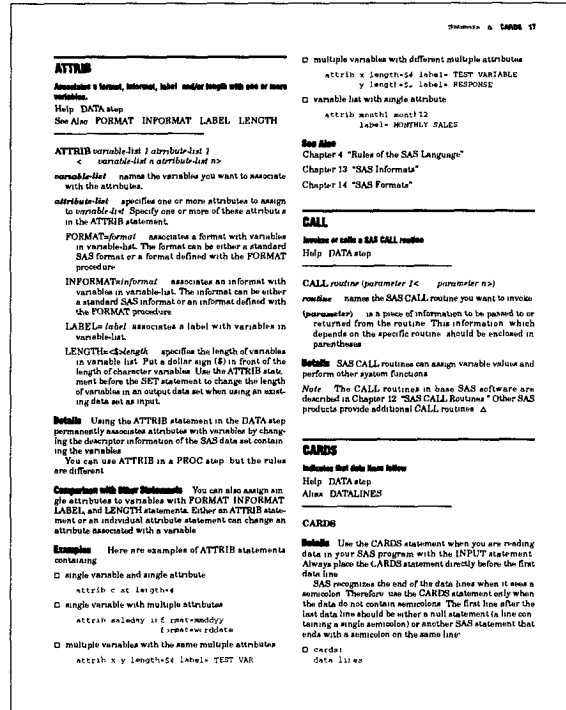 Statements △ CARDS 17
ATTRIB
Associates a format, informat, label and/or length with one or more
variables.
Help DATA step
See Also FORMAT INFORMAT LABEL LENGTH
ATTRIB variable-list 1 attribute-list 1
< variable-list n attribute-list n>
variable-list names the variables you want to associate
with the attributes.
attribute-list specifies one or more attributes to assign
to variable-list Specify one or more of these attributes
in the ATTRIB statement
FORMAT=format associates a format with variables
in variable-list. The format can be either a standard
SAS format or a format defined with the FORMAT
procedure
INFORMAT=informat associates an informat with
variables in variable-list. The informat can be either
a standard SAS informat or an informat defined with
the FORMAT procedure
LABEL= label associates a label with variables in
variable-list.
LENGTH=<$>length specifies the length of variables
in variable list Put a dollar sign ($) in front of the
length of character variables Use the ATTRIB state
ment before the SET statement to change the length
of variables in an output data set when using an exist-
ing data set as input.
Details Using the ATTRIB statement in the DATA step
permanently associates attributes with variables by chang-
ing the descriptor information of the SAS data set contain
ing the variables
You can use ATTRIB in a PROC step but the rules
are different
Comparison with Other Statements You can also assign sin
gle attributes to variables with FORMAT INFORMAT
LABEL, and LENGTH statements. Either an ATTRIB state-
ment or an individual attribute statement can change an
attribute associated with a variable
Examples Here are examples of ATTRIB statements
containing
□ single variable and single attribute
attrib c st length=4
□ single variable with multiple attributes
attrib saleday inf rmat=mmddyy
f rmat=worddate
□ multiple variables with the same multiple attributes
attrib x y length=$4 label= TEST VAR
□ multiple variables with different multiple attributes
attrib x length=$4 label= TEST VARIABLE
y length=$ label= RESPONSE
□ variable list with single attribute
attrib month1 month12
label= MONTHLY SALES
See Also
Chapter 4 "Rules of the SAS Language"
Chapter 13 "SAS Informats"
Chapter 14 "SAS Formats"
CALL
Invokes or calls a SAS CALL routine
Help DATA step
CALL routine (parameter 1< parameter n>)
routine names the SAS CALL routine you want to invoke
(parameter) is a piece of information to be passed to or
returned from the routine This information which
depends on the specific routine should be enclosed in
parentheses
Details SAS CALL routines can assign variable values and
perform other system functions
Note The CALL routines in base SAS software are
described in Chapter 12 "SAS CALL Routines " Other SAS
products provide additional CALL routines △
CARDS
Indicates that data lines follow
Help DATA step
Alias DATALINES
CARDS
Details Use the CARDS statement when you are reading
data in your SAS program with the INPUT statement
Always place the CARDS statement directly before the first
data line
SAS recognizes the end of the data lines when it sees a
semicolon Therefore use the CARDS statement only when
the data do not contain semicolons The first line after the
last data line should be either a null statement (a line con
taining a single semicolon) or another SAS statement that
ends with a semicolon on the same line
□ cards;
data lines